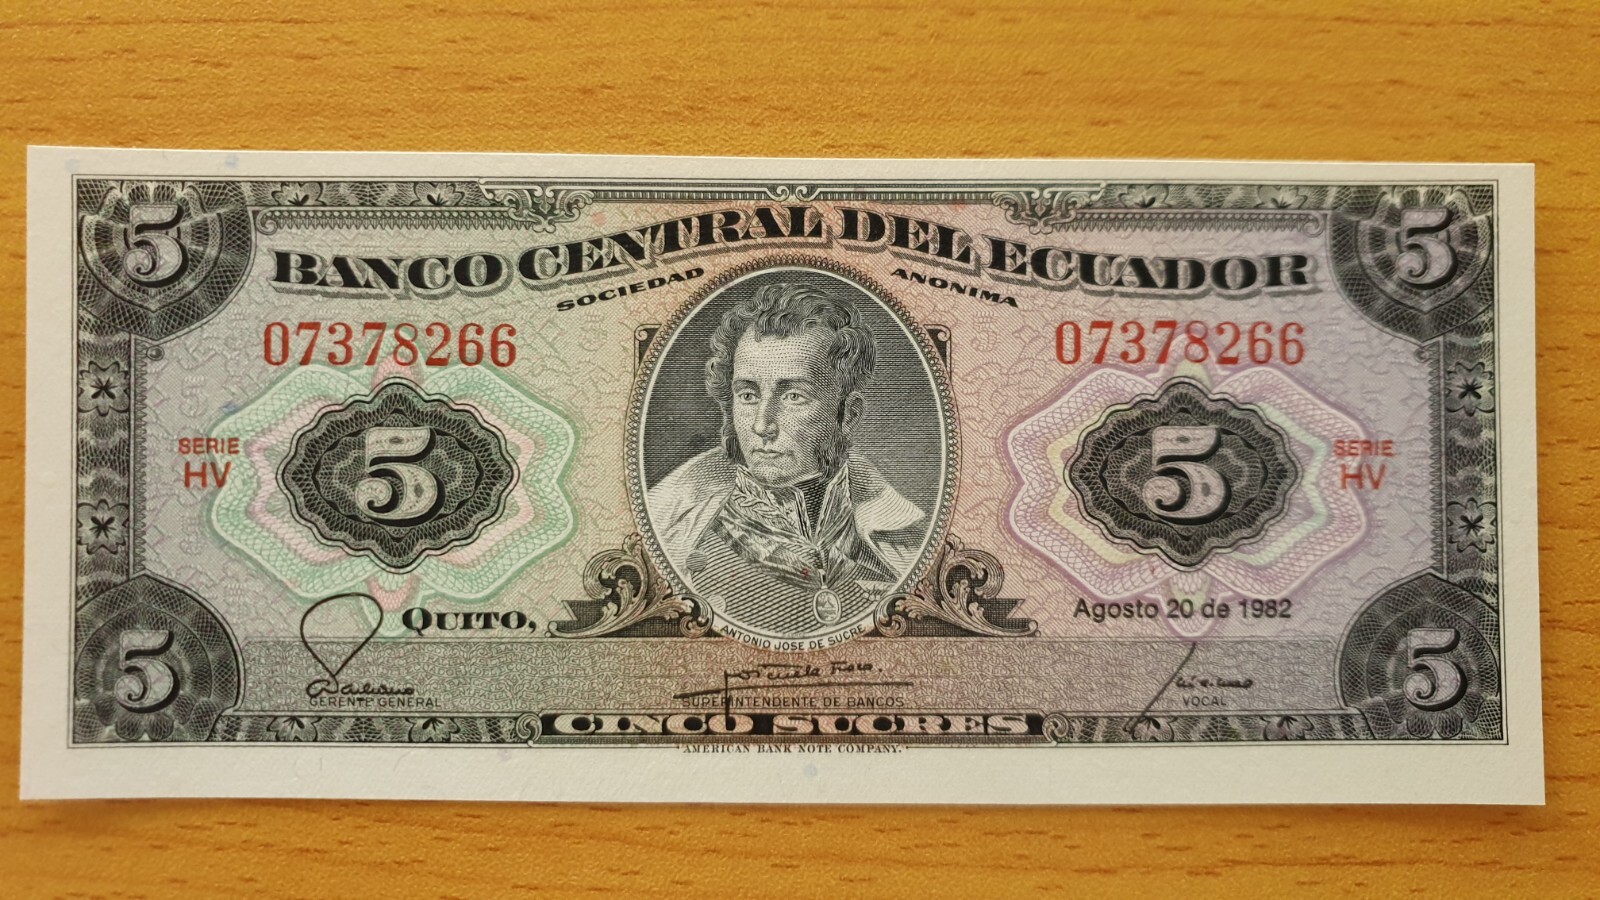 5 5
BANCO CENTRAL DEL ECUADOR
SOCIEDAD ANONIMA
07378266 07378266
SERIE HV 5 5 SERIE HV
QUITO, Agosto 20 de 1982
ANTONIO JOSE DE SUCRE
GERENTE GENERAL SUPERINTENDENTE DE BANCOS VOCAL
5 CINCO SUCRES 5
AMERICAN BANK NOTE COMPANY.